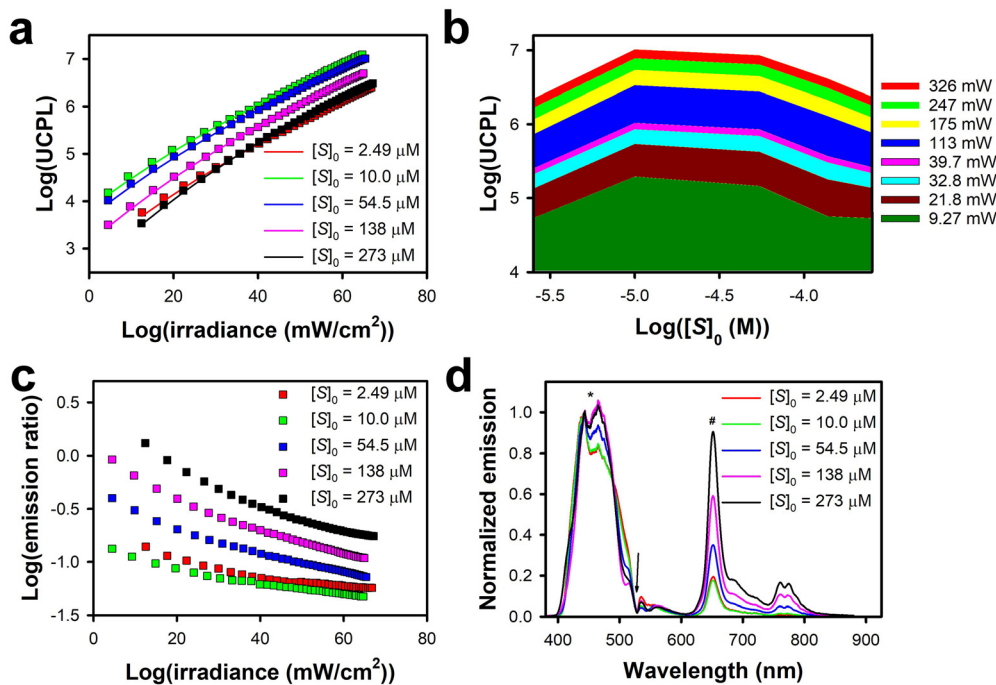 a
7
6
5
4
3
Log(UCPL)
[S]₀ = 2.49 μM
[S]₀ = 10.0 μM
[S]₀ = 54.5 μM
[S]₀ = 138 μM
[S]₀ = 273 μM
0 20 40 60 80
Log(irradiance (mW/cm²))
b
7
6
5
4
Log(UCPL)
-5.5 -5.0 -4.5 -4.0
Log([S]₀ (M))
326 mW
247 mW
175 mW
113 mW
39.7 mW
32.8 mW
21.8 mW
9.27 mW
c
0.5
0.0
-0.5
-1.0
-1.5
Log(emission ratio)
[S]₀ = 2.49 μM
[S]₀ = 10.0 μM
[S]₀ = 54.5 μM
[S]₀ = 138 μM
[S]₀ = 273 μM
0 20 40 60 80
Log(irradiance (mW/cm²))
d
1.0
0.8
0.6
0.4
0.2
0.0
Normalized emission
*
#
[S]₀ = 2.49 μM
[S]₀ = 10.0 μM
[S]₀ = 54.5 μM
[S]₀ = 138 μM
[S]₀ = 273 μM
400 500 600 700 800 900
Wavelength (nm)